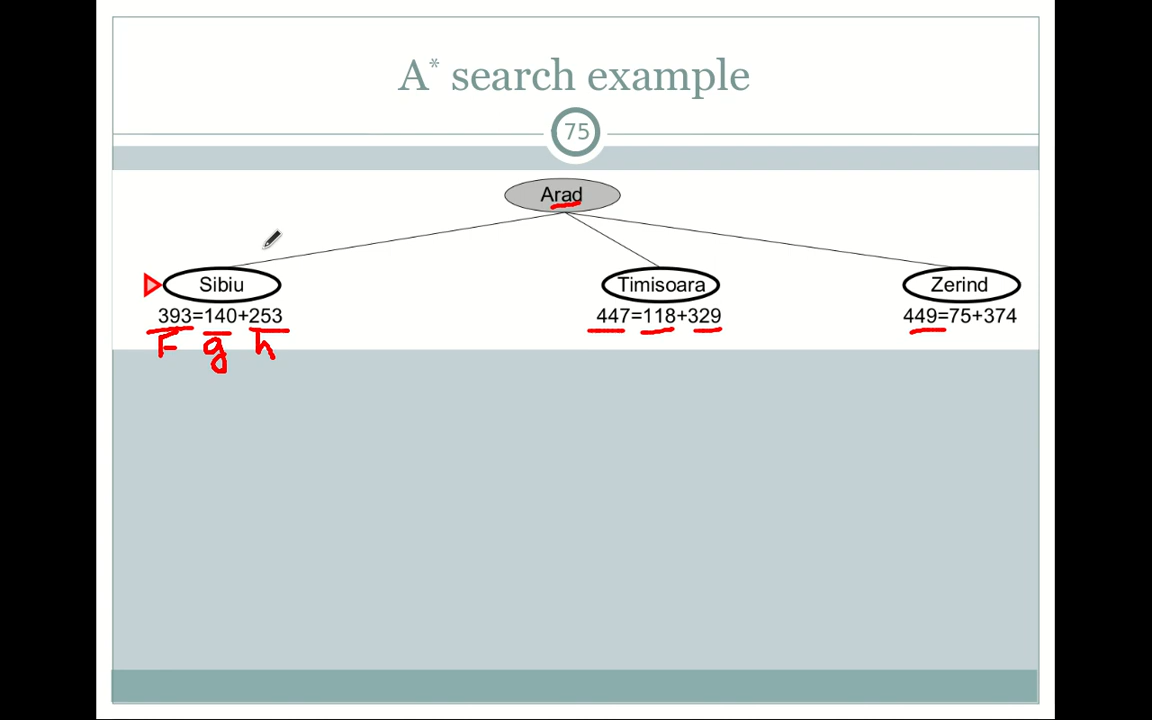 A* search example
75
Arad
Sibiu Timisoara Zerind
393=140+253 447=118+329 449=75+374
F g h